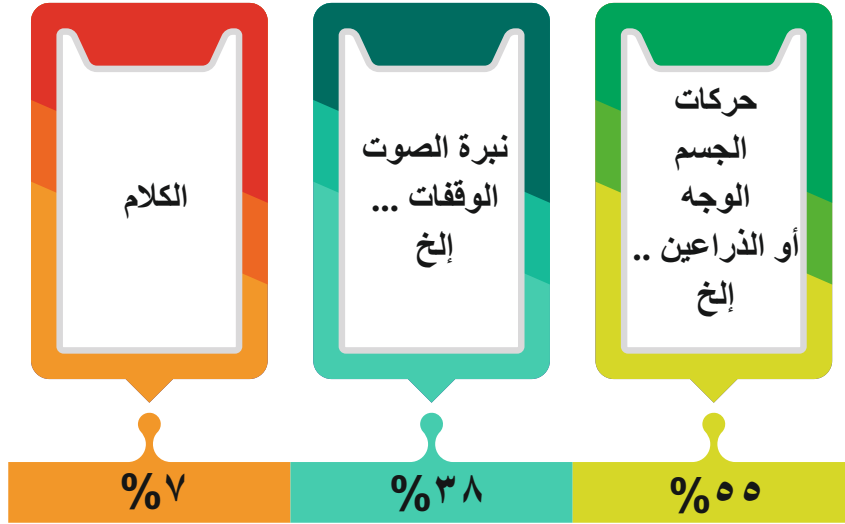 حركات
الجسم
الوجه
أو الذراعين ..
إلخ
نبرة الصوت
الوقفات ...
إلخ
الكلام
%٥٥
%٣٨
%٧